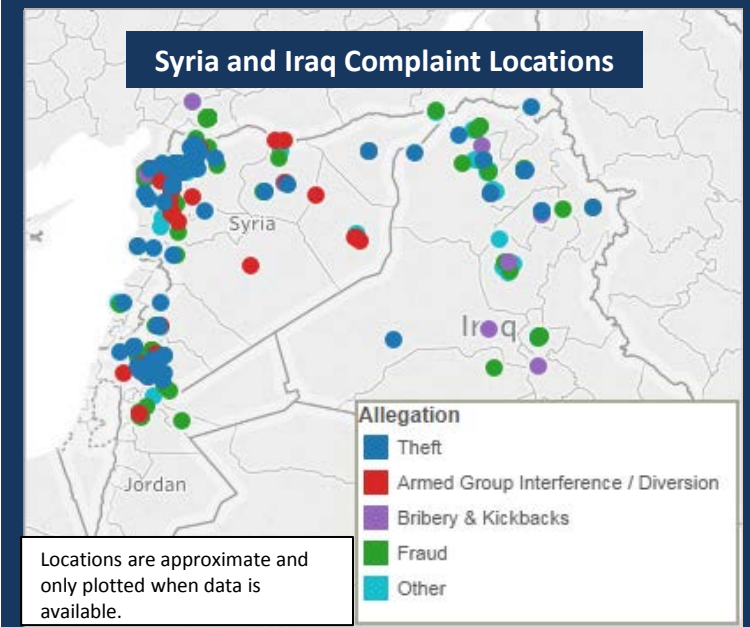 Syria and Iraq Complaint Locations
Syria
Iraq
Jordan
Allegation
Theft
Armed Group Interference / Diversion
Bribery & Kickbacks
Fraud
Other
Locations are approximate and
only plotted when data is
available.